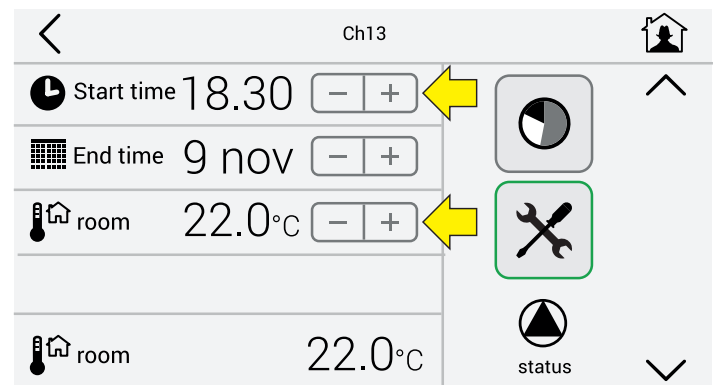 Ch13
Start time 18.30 − +
End time 9 nov − +
room 22.0°C − +
room 22.0°C
status